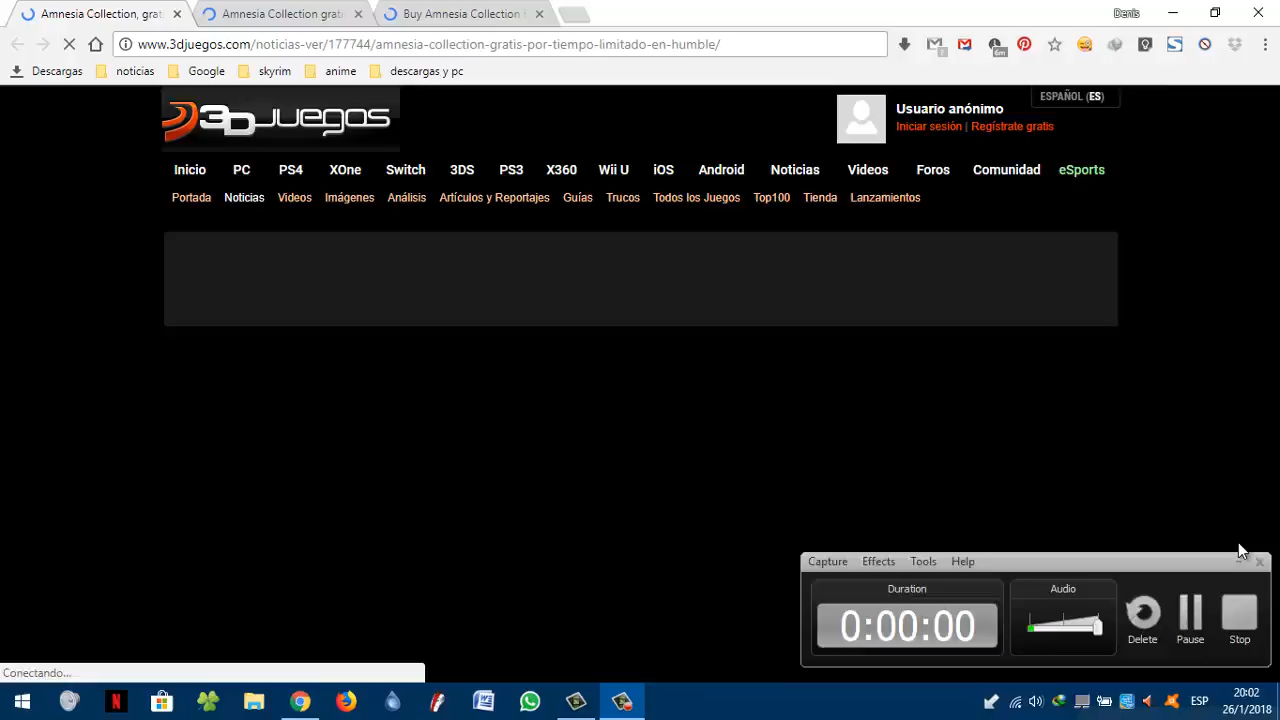 Amnesia Collection, grat
Amnesia Collection grat
Buy Amnesia Collection f
Denis
www.3djuegos.com/noticias-ver/177744/amnesia-collection-gratis-por-tiempo-limitado-en-humble/
6m
Descargas
noticias
Google
skyrim
anime
descargas y pc
3DJuegos
Usuario anónimo
Iniciar sesión | Regístrate gratis
ESPAÑOL (ES)
Inicio PC PS4 XOne Switch 3DS PS3 X360 Wii U iOS Android Noticias Videos Foros Comunidad eSports
Portada Noticias Videos Imágenes Análisis Artículos y Reportajes Guías Trucos Todos los Juegos Top100 Tienda Lanzamientos
Capture Effects Tools Help
Duration
0:00:00
Audio
Delete
Pause
Stop
Conectando...
ESP
20:02
26/1/2018